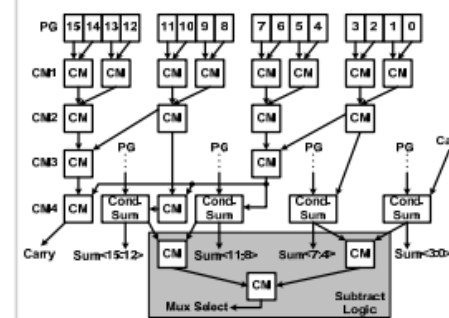 PG 15 14 13 12 11 10 9 8 7 6 5 4 3 2 1 0
CM1 CM CM CM CM CM CM CM CM
CM2 CM CM CM CM
PG PG
CM3 CM PG PG CM Ca
CM4 CM Cond-Sum CM Cond-Sum Cond-Sum Cond-Sum
Carry Sum<15:12> CM Sum<11:8> Sum<7:4> CM Sum<3:0>
CM
Mux Select Subtract
Logic